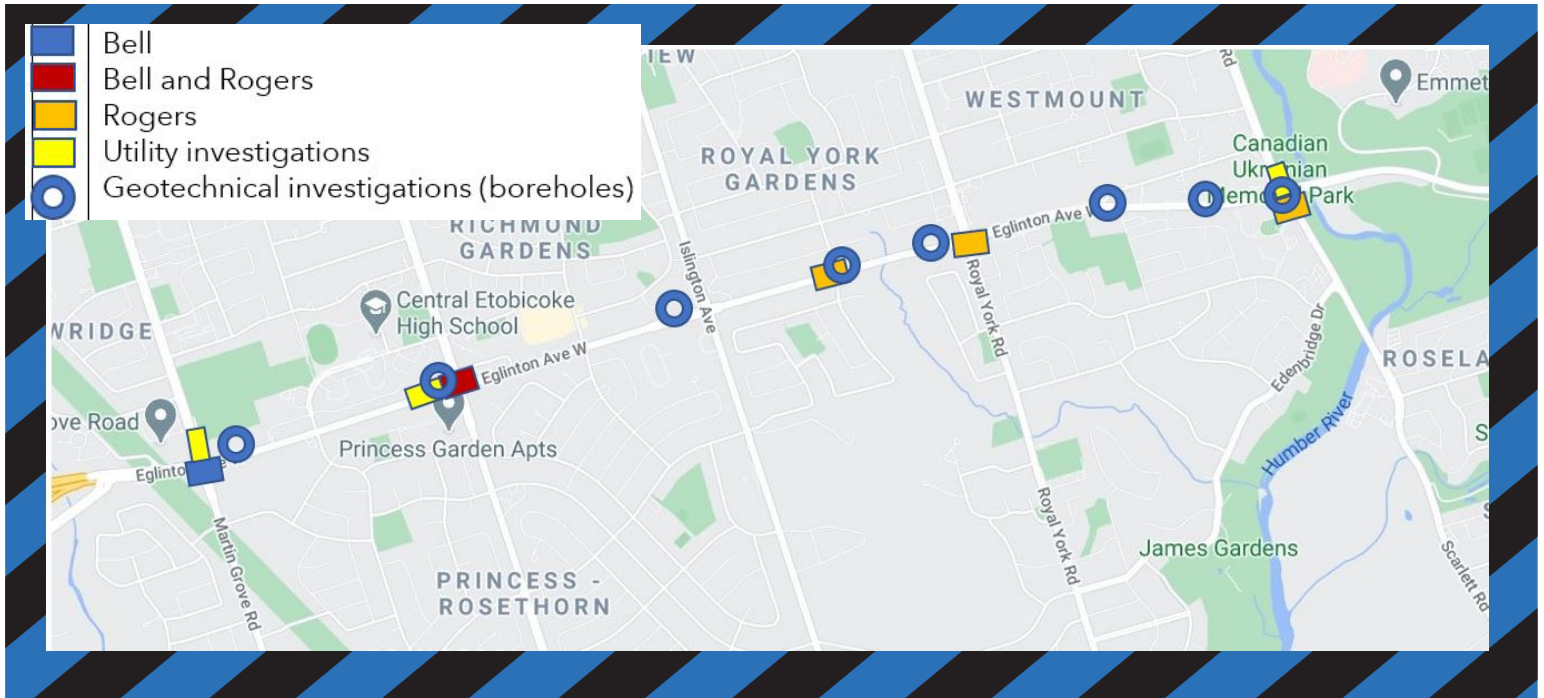 Bell
Bell and Rogers
Rogers
Utility investigations
Geotechnical investigations (boreholes)
IEW
WESTMOUNT
Rd
Emmet
ROYAL YORK
GARDENS
Canadian
Ukrainian
Memorial Park
RICHMOND
GARDENS
Islington Ave
Eglinton Ave W
Royal York Rd
Central Etobicoke
High School
WRIDGE
Eglinton Ave W
Edenbridge Dr
ROSELA
ove Road
Princess Garden Apts
Eglinto
Humber River
S
Martin Grove Rd
Royal York Rd
James Gardens
Scarlett Rd
PRINCESS -
ROSETHORN